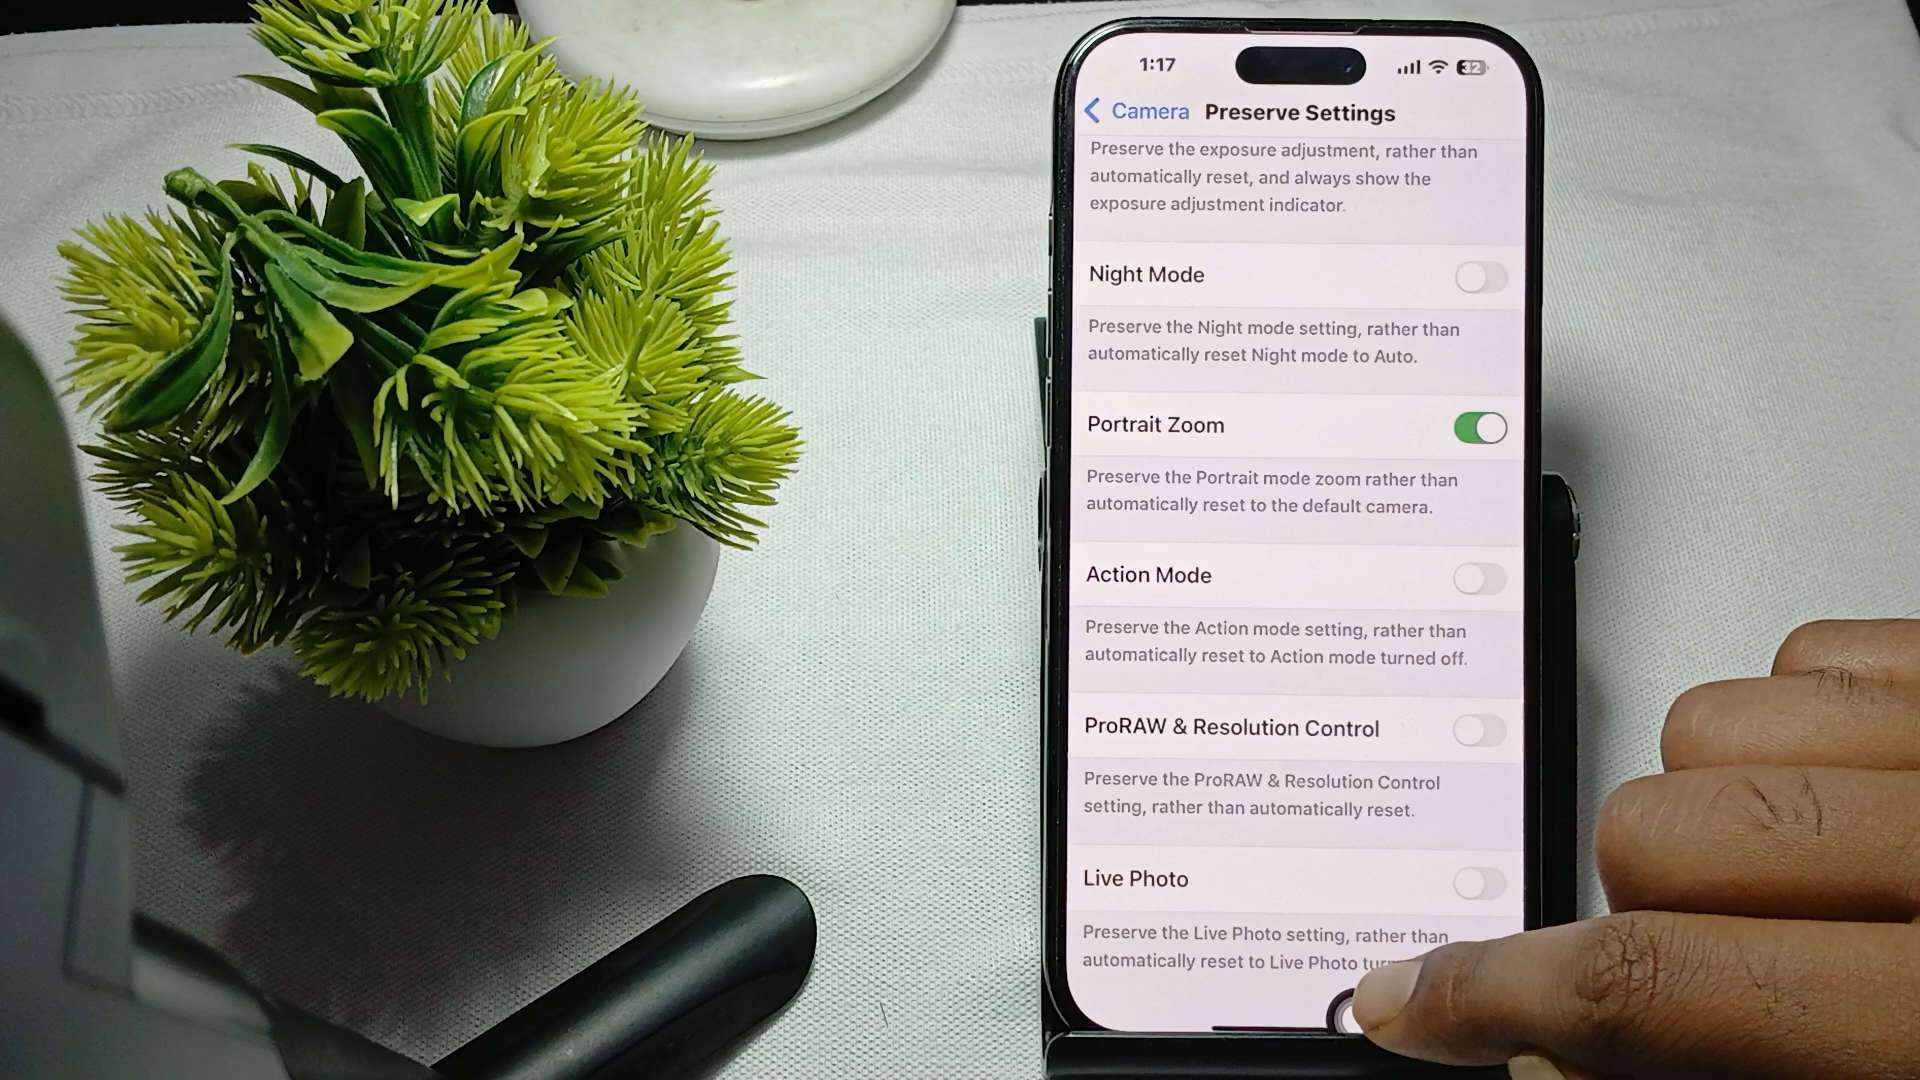 1:17
32
Camera Preserve Settings
Preserve the exposure adjustment, rather than
automatically reset, and always show the
exposure adjustment indicator.
Night Mode
Preserve the Night mode setting, rather than
automatically reset Night mode to Auto.
Portrait Zoom
Preserve the Portrait mode zoom rather than
automatically reset to the default camera.
Action Mode
Preserve the Action mode setting, rather than
automatically reset to Action mode turned off.
ProRAW & Resolution Control
Preserve the ProRAW & Resolution Control
setting, rather than automatically reset.
Live Photo
Preserve the Live Photo setting, rather than
automatically reset to Live Photo